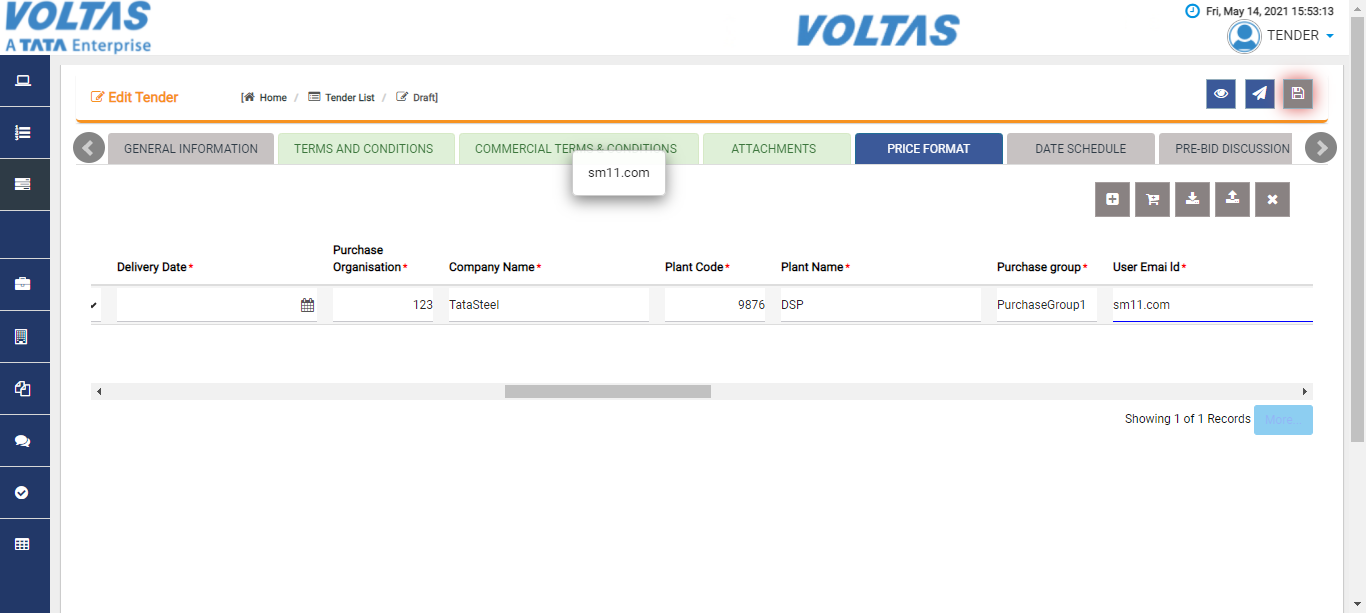 VOLTAS
A TATA Enterprise
VOLTAS
Fri, May 14, 2021 15:53:13
TENDER
Edit Tender
[ Home / Tender List / Draft]
GENERAL INFORMATION
TERMS AND CONDITIONS
COMMERCIAL TERMS & CONDITIONS
ATTACHMENTS
PRICE FORMAT
DATE SCHEDULE
PRE-BID DISCUSSION
sm11.com
Delivery Date*
Purchase
Organisation*
Company Name*
Plant Code*
Plant Name*
Purchase group*
User Emai Id*
123
TataSteel
9876
DSP
PurchaseGroup1
sm11.com
Showing 1 of 1 Records
More...